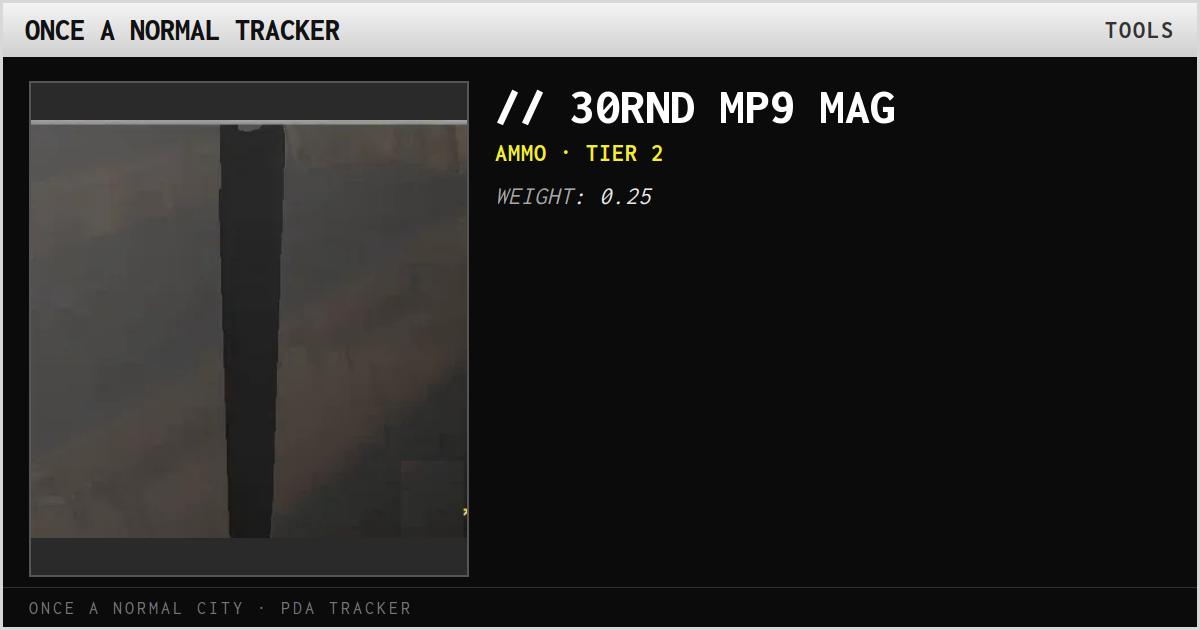 ONCE A NORMAL TRACKER
TOOLS
// 30RND MP9 MAG
AMMO · TIER 2
WEIGHT: 0.25
ONCE A NORMAL CITY · PDA TRACKER